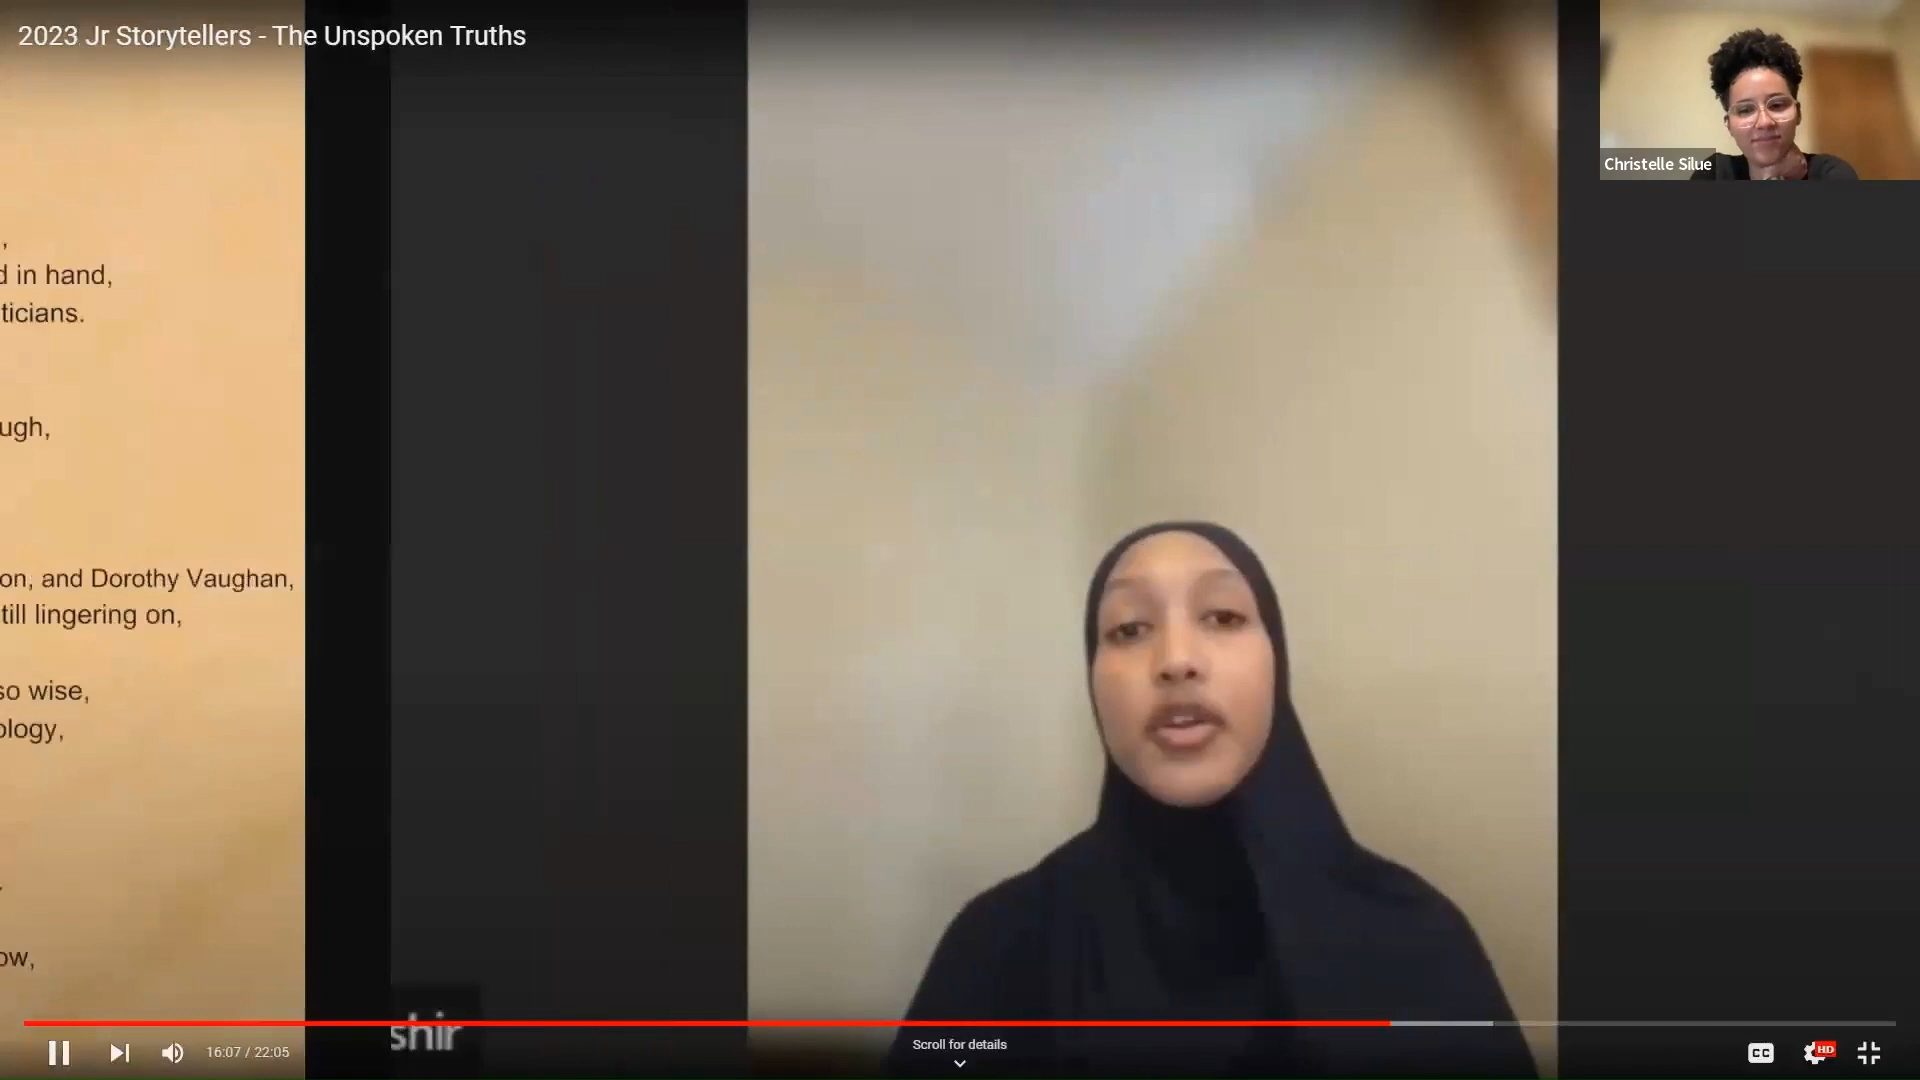 2023 Jr Storytellers - The Unspoken Truths
Christelle Silue
,
d in hand,
ticians.
ugh,
on, and Dorothy Vaughan,
till lingering on,
so wise,
ology,
ow,
shir
16:07 / 22:05
Scroll for details
CC
HD